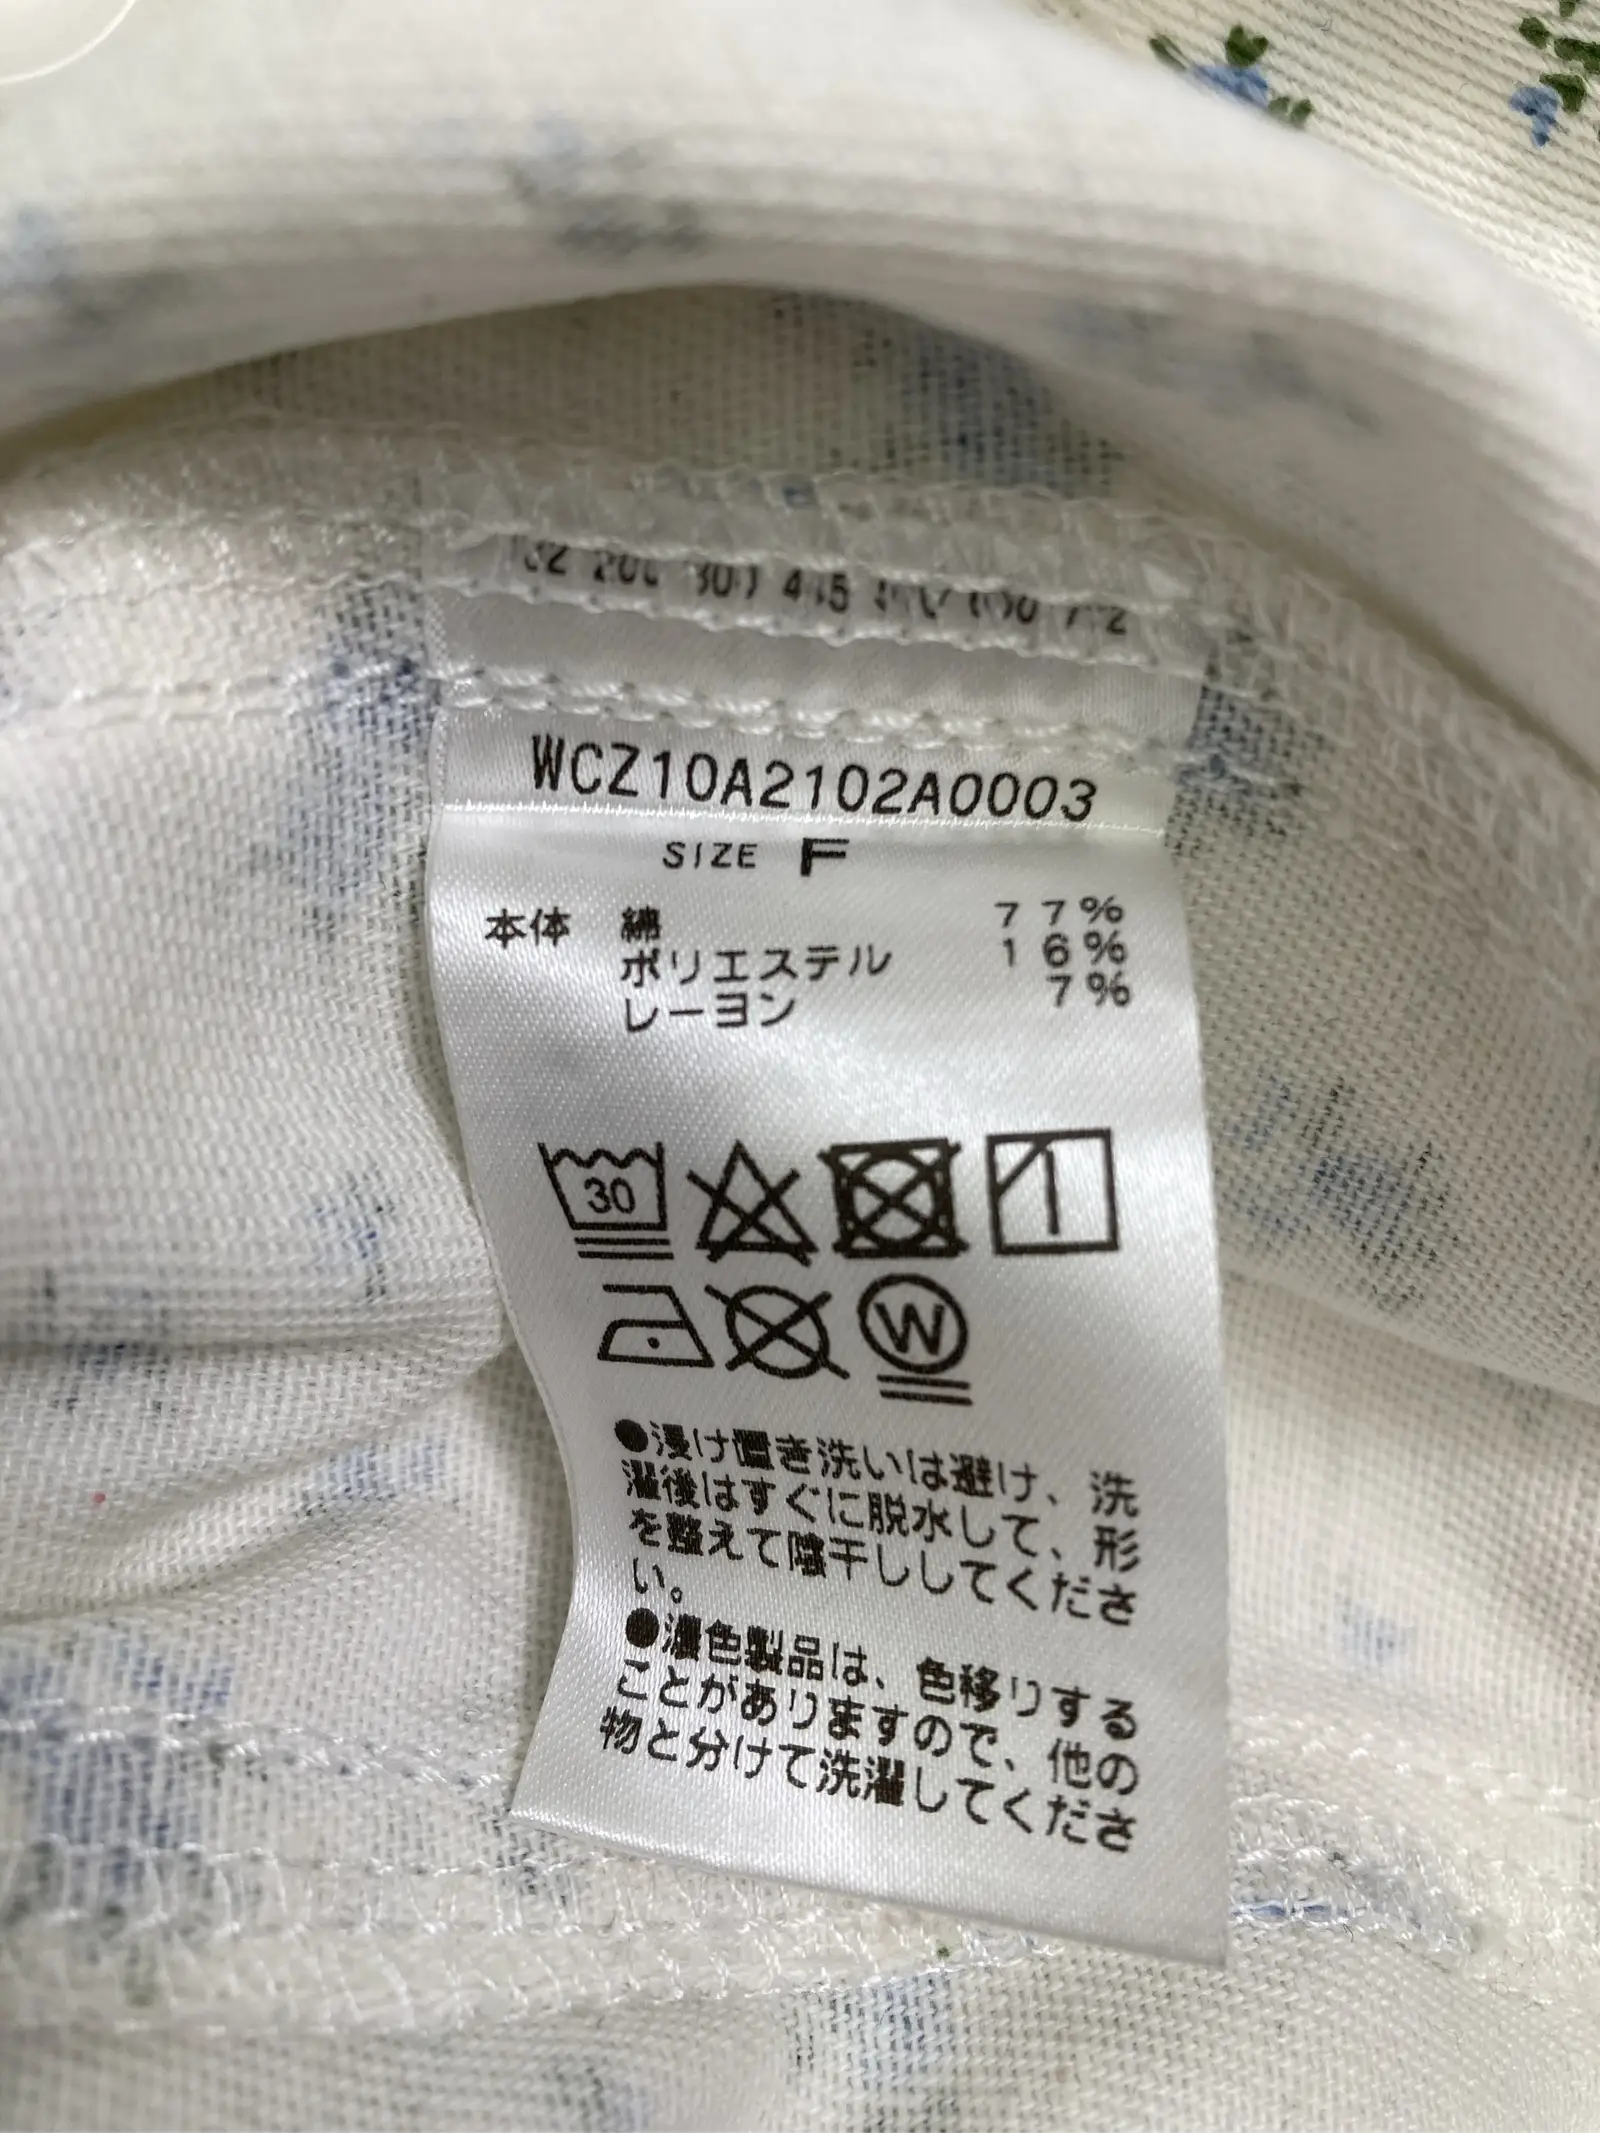 WCZ10A2102A0003
SIZE F
本体 綿 77%
ポリエステル 16%
レーヨン 7%
30
W
●浸け置き洗いは避け、洗
濯後はすぐに脱水して、形
を整えて陰干ししてくださ
い。
●濃色製品は、色移りする
ことがありますので、他の
物と分けて洗濯してくださ